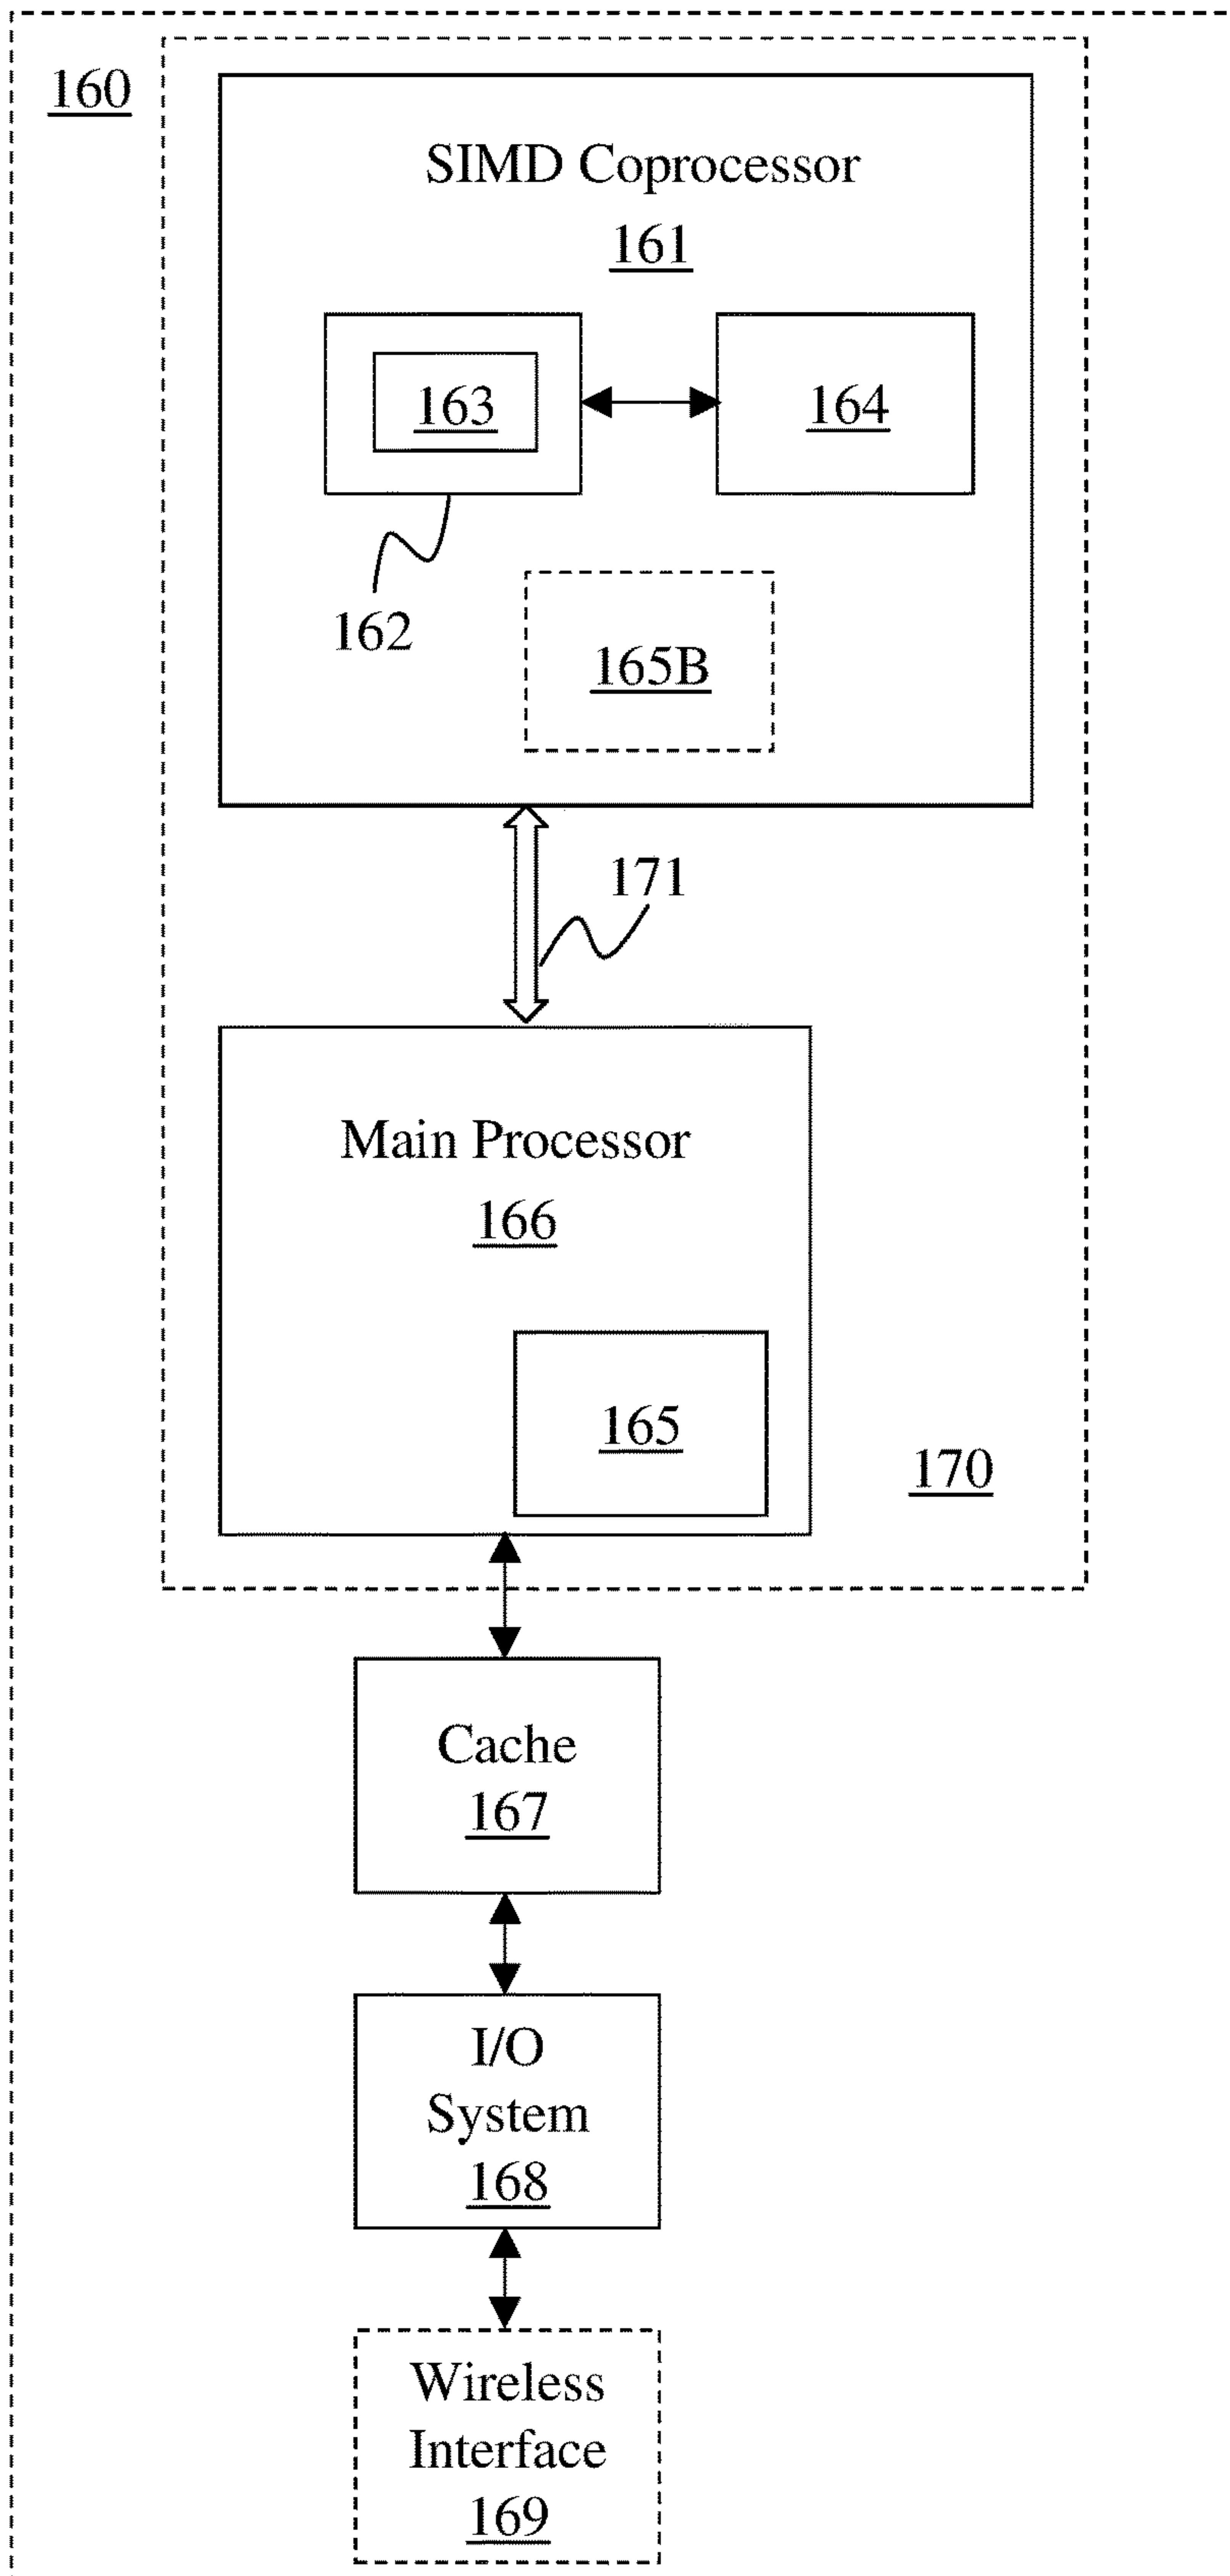 160
SIMD Coprocessor
161
163
164
162
165B
171
Main Processor
166
165
170
Cache
167
I/O
System
168
Wireless
Interface
169